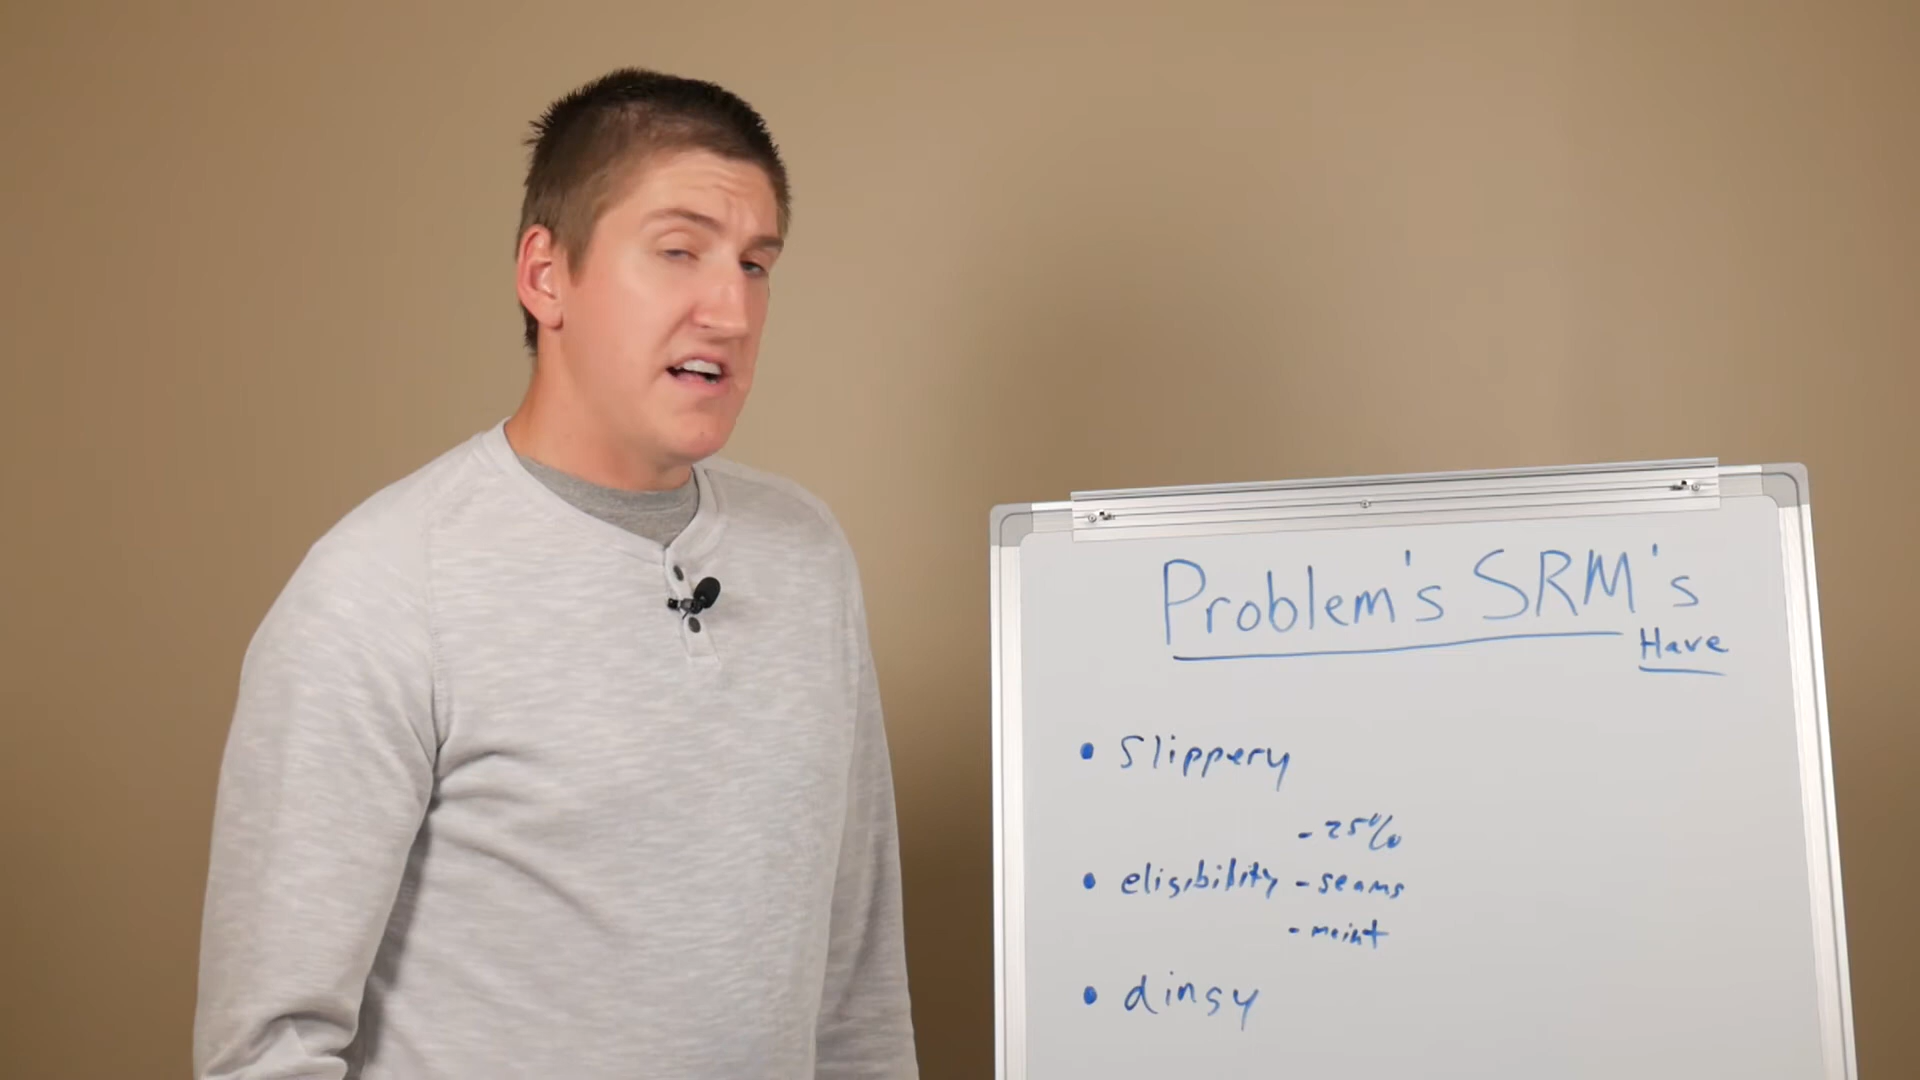 Problem's SRM's
Have
• Slippery
- 25%
• eligibility - seams
- maint
• dingy